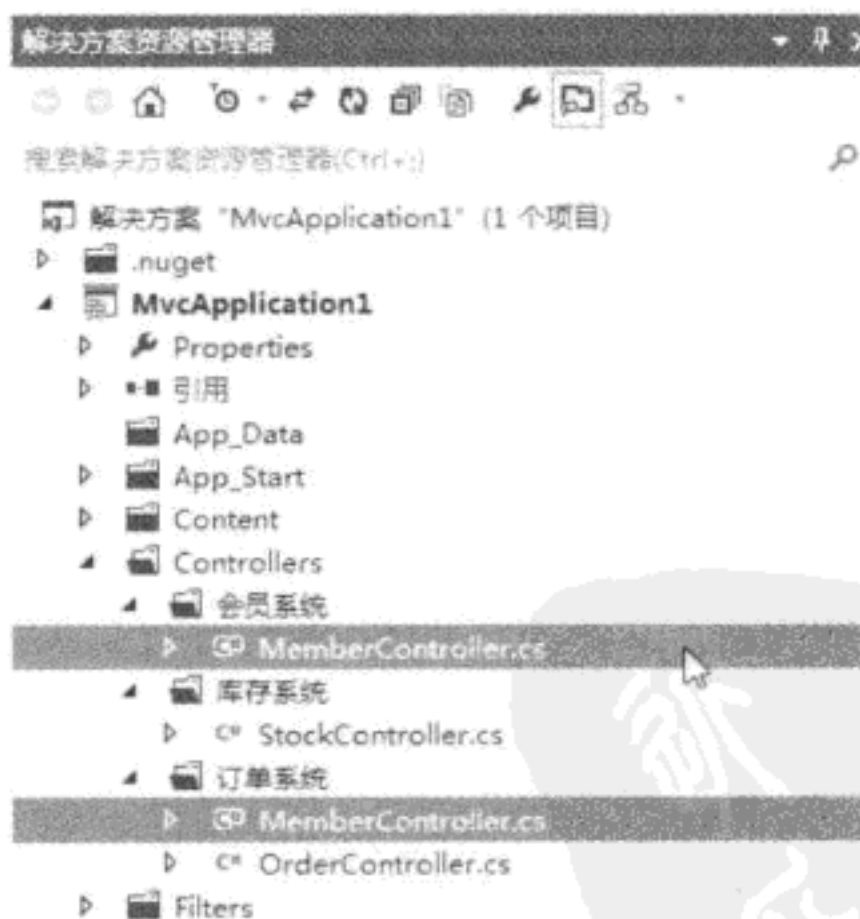 解决方案资源管理器
搜索解决方案资源管理器(Ctrl+;)
解决方案 "MvcApplication1" (1 个项目)
.nuget
MvcApplication1
Properties
引用
App_Data
App_Start
Content
Controllers
会员系统
MemberController.cs
库存系统
StockController.cs
订单系统
MemberController.cs
OrderController.cs
Filters